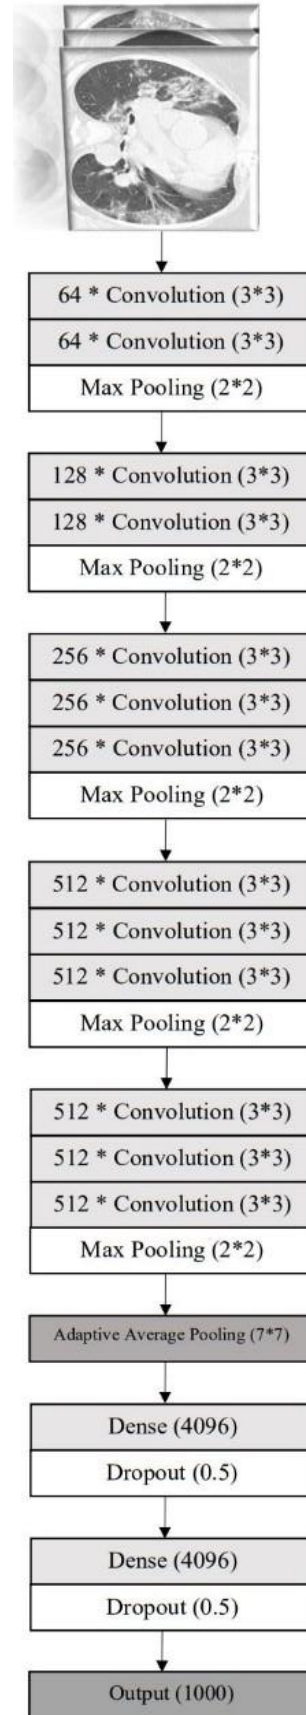 64 * Convolution (3*3)
64 * Convolution (3*3)
Max Pooling (2*2)
128 * Convolution (3*3)
128 * Convolution (3*3)
Max Pooling (2*2)
256 * Convolution (3*3)
256 * Convolution (3*3)
256 * Convolution (3*3)
Max Pooling (2*2)
512 * Convolution (3*3)
512 * Convolution (3*3)
512 * Convolution (3*3)
Max Pooling (2*2)
512 * Convolution (3*3)
512 * Convolution (3*3)
512 * Convolution (3*3)
Max Pooling (2*2)
Adaptive Average Pooling (7*7)
Dense (4096)
Dropout (0.5)
Dense (4096)
Dropout (0.5)
Output (1000)